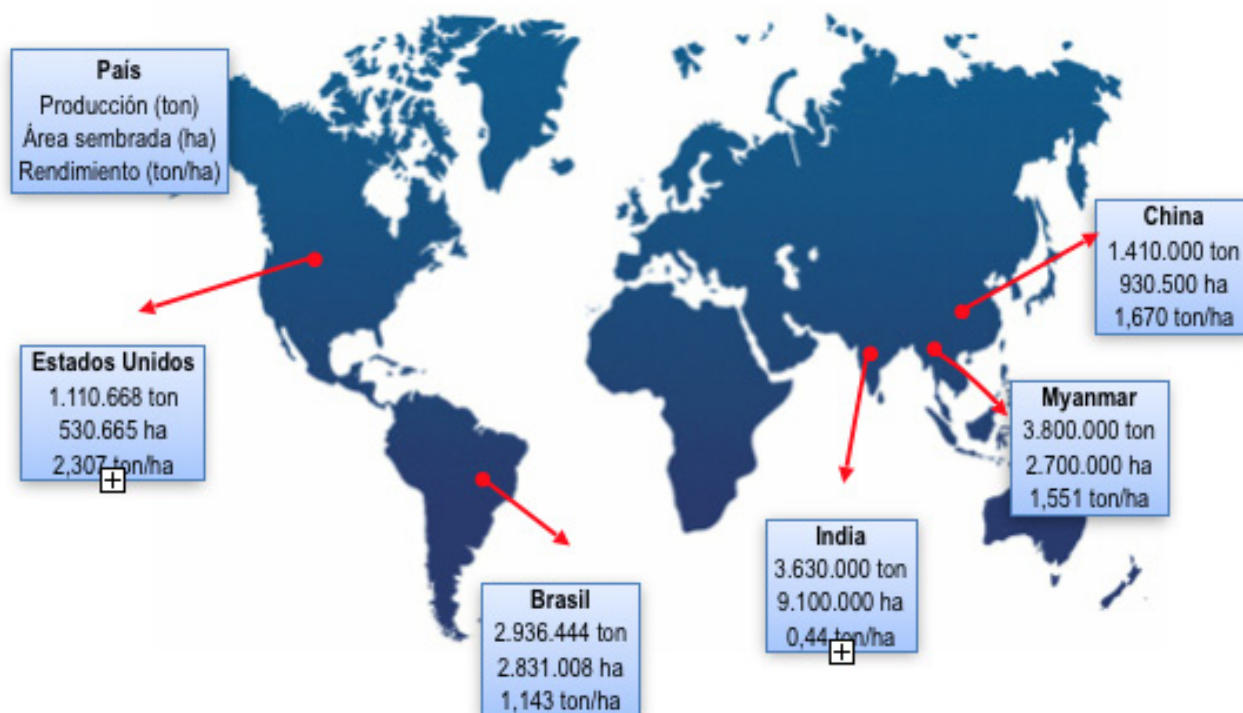 País
Producción (ton)
Área sembrada (ha)
Rendimiento (ton/ha)
China
1.410.000 ton
930.500 ha
1,670 ton/ha
Estados Unidos
1.110.668 ton
530.665 ha
2,307 ton/ha
Myanmar
3.800.000 ton
2.700.000 ha
1,551 ton/ha
India
3.630.000 ton
9.100.000 ha
0,44 ton/ha
Brasil
2.936.444 ton
2.831.008 ha
1,143 ton/ha